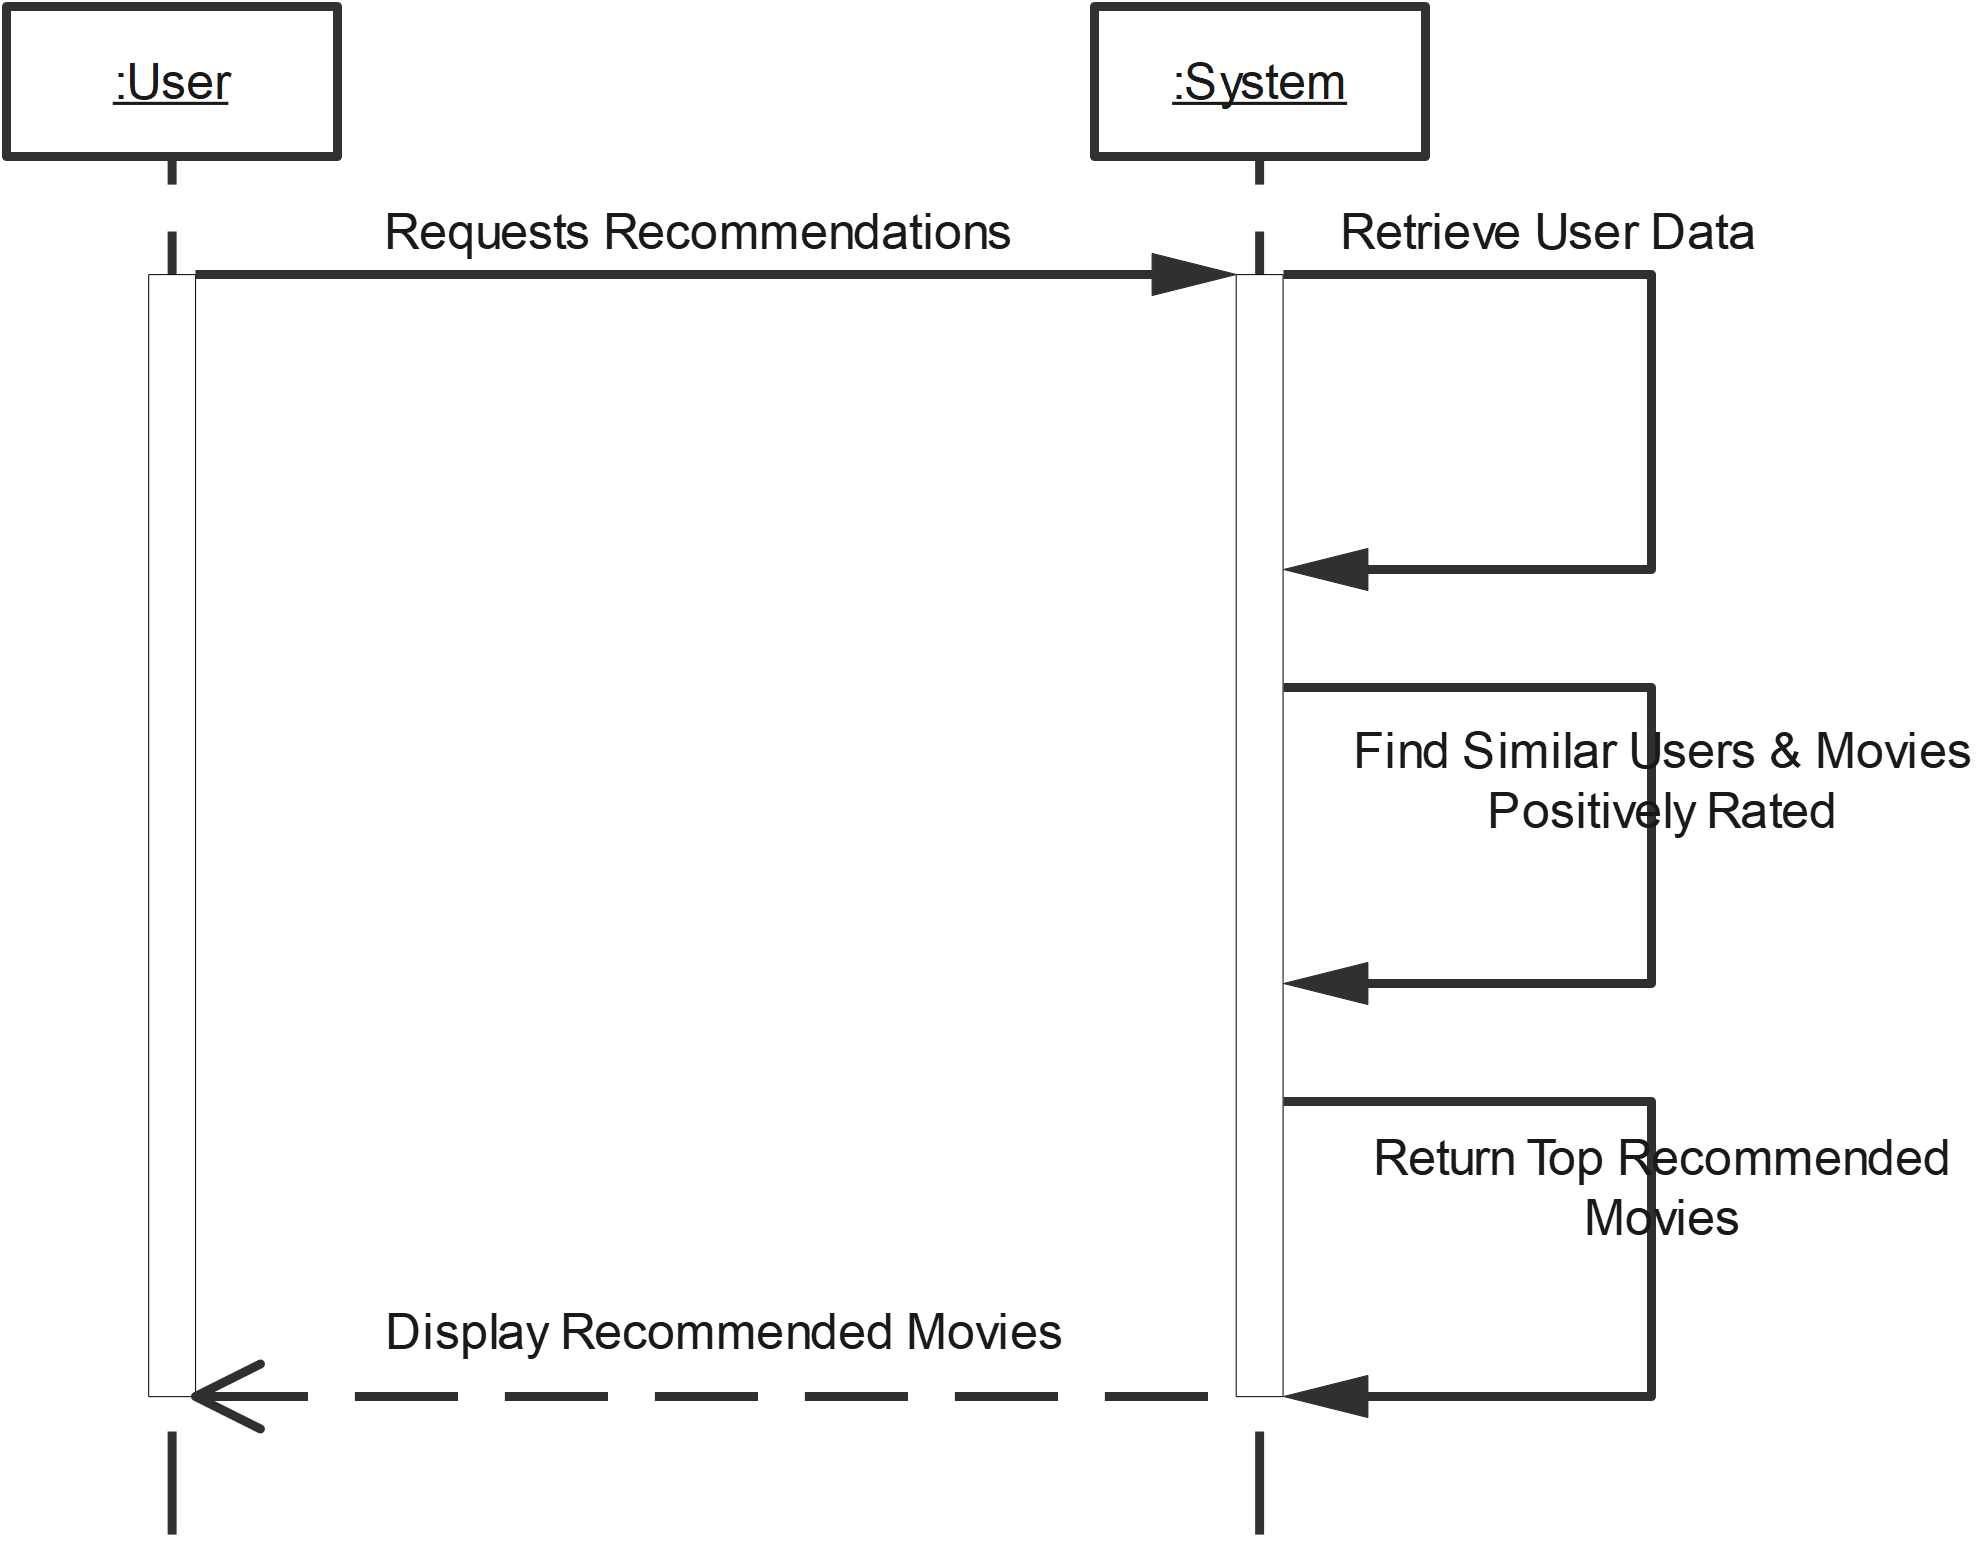 :User
:System
Requests Recommendations
Retrieve User Data
Find Similar Users & Movies
Positively Rated
Return Top Recommended
Movies
Display Recommended Movies